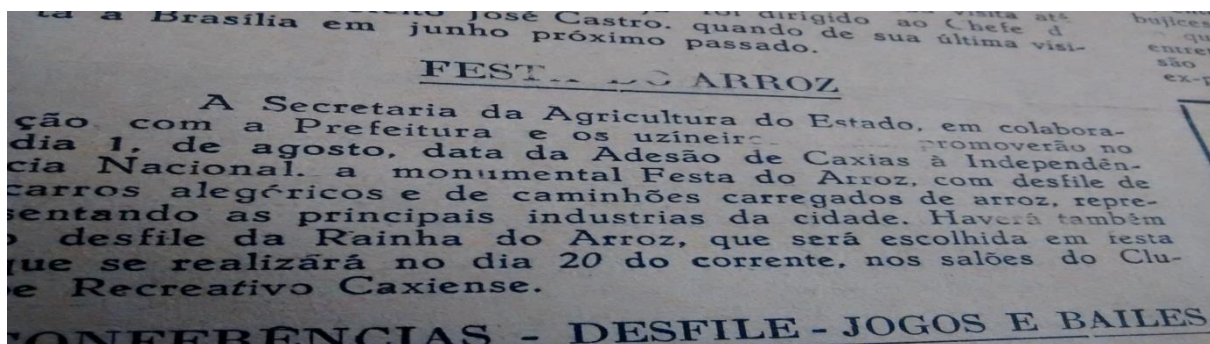 José Castro. quando de sua última visi-
ta a Brasília em junho próximo passado.
FEST ARROZ
A Secretaria da Agricultura do Estado, em colabora-
ção com a Prefeitura e os promoverão no
dia 1, de agosto, data da Adesão de Caxias à Independên-
cia Nacional. a monumental Festa do Arroz, com desfile de
carros alegóricos e de caminhões carregados de arroz, repre-
sentando as principais industrias da cidade. Haverá também
o desfile da Rainha do Arroz, que será escolhida em festa
que se realizará no dia 20 do corrente, nos salões do Clu-
be Recreativo Caxiense.
CONFERÊNCIAS - DESFILE - JOGOS E BAILES